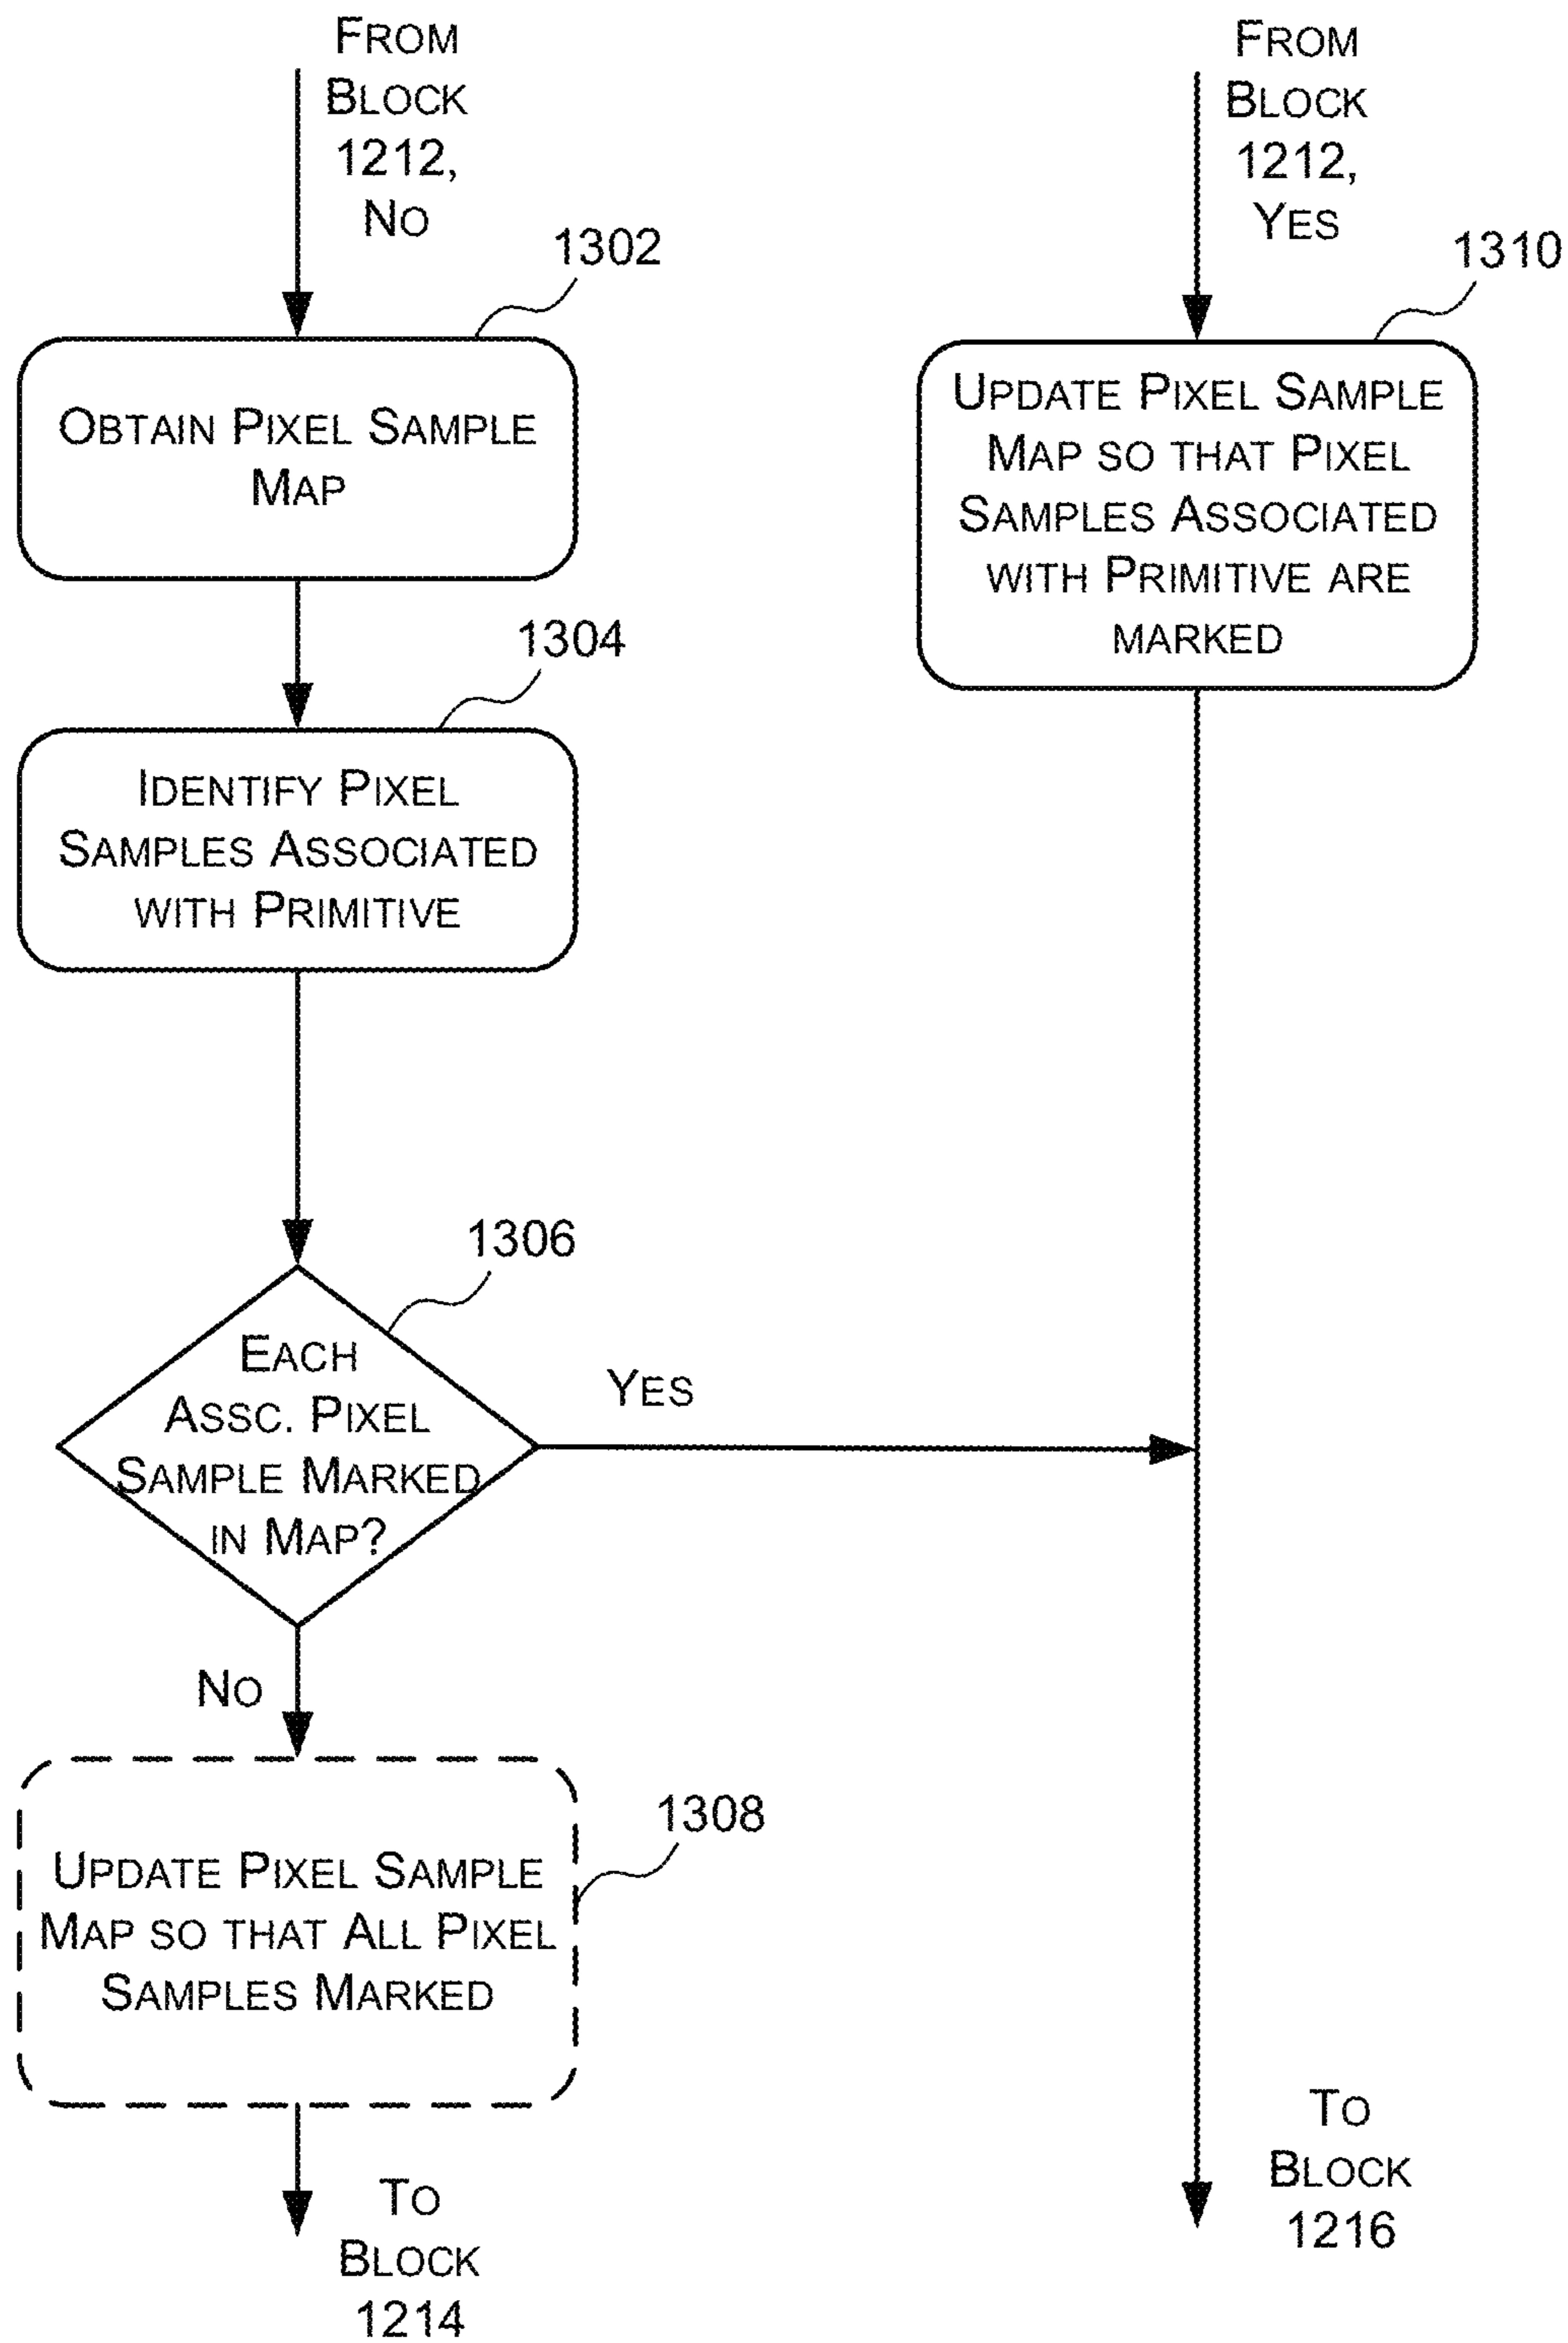 From
Block
1212,
No
1302
Obtain Pixel Sample
Map
1304
Identify Pixel
Samples Associated
with Primitive
1306
Each
Assc. Pixel
Sample Marked
in Map?
Yes
No
1308
Update Pixel Sample
Map so that All Pixel
Samples Marked
To
Block
1214
From
Block
1212,
Yes
1310
Update Pixel Sample
Map so that Pixel
Samples Associated
with Primitive are
marked
To
Block
1216